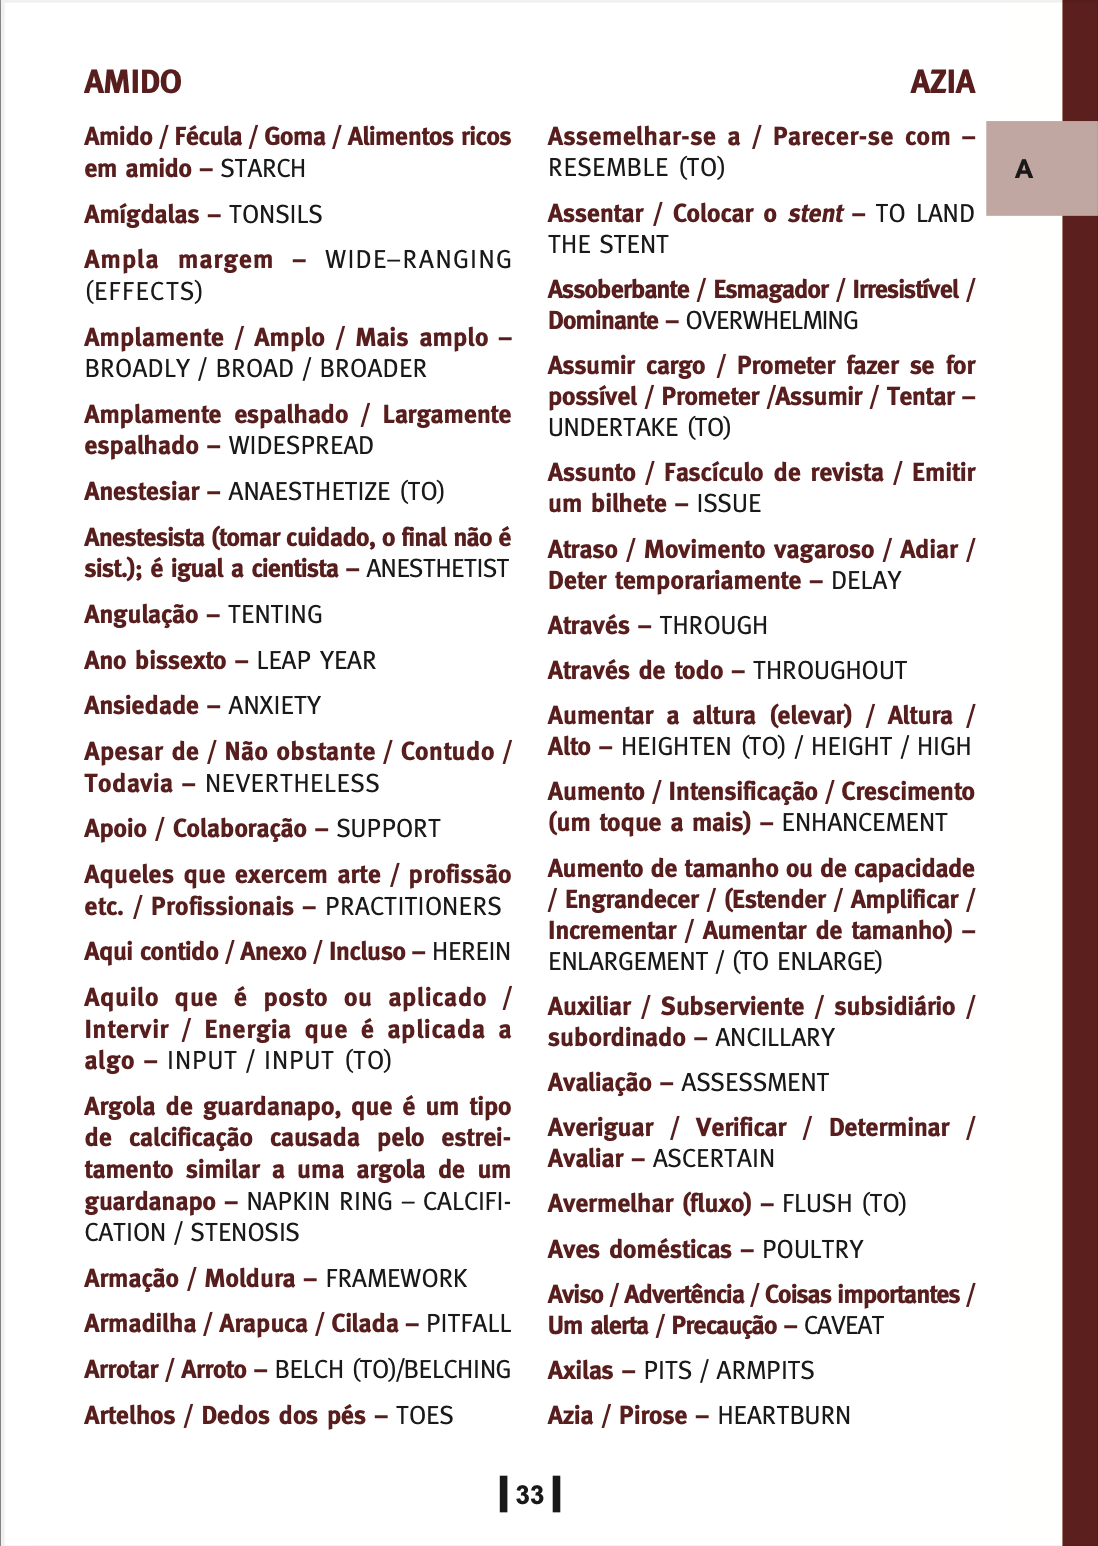 AMIDO
AZIA
Amido / Fécula / Goma / Alimentos ricos
em amido – STARCH
Amígdalas – TONSILS
Ampla margem – WIDE–RANGING
(EFFECTS)
Amplamente / Amplo / Mais amplo –
BROADLY / BROAD / BROADER
Amplamente espalhado / Largamente
espalhado – WIDESPREAD
Anestesiar – ANAESTHETIZE (TO)
Anestesista (tomar cuidado, o final não é
sist.); é igual a cientista – ANESTHETIST
Angulação – TENTING
Ano bissexto – LEAP YEAR
Ansiedade – ANXIETY
Apesar de / Não obstante / Contudo /
Todavia – NEVERTHELESS
Apoio / Colaboração – SUPPORT
Aqueles que exercem arte / profissão
etc. / Profissionais – PRACTITIONERS
Aqui contido / Anexo / Incluso – HEREIN
Aquilo que é posto ou aplicado /
Intervir / Energia que é aplicada a
algo – INPUT / INPUT (TO)
Argola de guardanapo, que é um tipo
de calcificação causada pelo estrei-
tamento similar a uma argola de um
guardanapo – NAPKIN RING – CALCIFI-
CATION / STENOSIS
Armação / Moldura – FRAMEWORK
Armadilha / Arapuca / Cilada – PITFALL
Arrotar / Arroto – BELCH (TO)/BELCHING
Artelhos / Dedos dos pés – TOES
Assemelhar-se a / Parecer-se com –
RESEMBLE (TO)
Assentar / Colocar o stent – TO LAND
THE STENT
Assoberbante / Esmagador / Irresistível /
Dominante – OVERWHELMING
Assumir cargo / Prometer fazer se for
possível / Prometer /Assumir / Tentar –
UNDERTAKE (TO)
Assunto / Fascículo de revista / Emitir
um bilhete – ISSUE
Atraso / Movimento vagaroso / Adiar /
Deter temporariamente – DELAY
Através – THROUGH
Através de todo – THROUGHOUT
Aumentar a altura (elevar) / Altura /
Alto – HEIGHTEN (TO) / HEIGHT / HIGH
Aumento / Intensificação / Crescimento
(um toque a mais) – ENHANCEMENT
Aumento de tamanho ou de capacidade
/ Engrandecer / (Estender / Amplificar /
Incrementar / Aumentar de tamanho) –
ENLARGEMENT / (TO ENLARGE)
Auxiliar / Subserviente / subsidiário /
subordinado – ANCILLARY
Avaliação – ASSESSMENT
Averiguar / Verificar / Determinar /
Avaliar – ASCERTAIN
Avermelhar (fluxo) – FLUSH (TO)
Aves domésticas – POULTRY
Aviso / Advertência / Coisas importantes /
Um alerta / Precaução – CAVEAT
Axilas – PITS / ARMPITS
Azia / Pirose – HEARTBURN
A
33